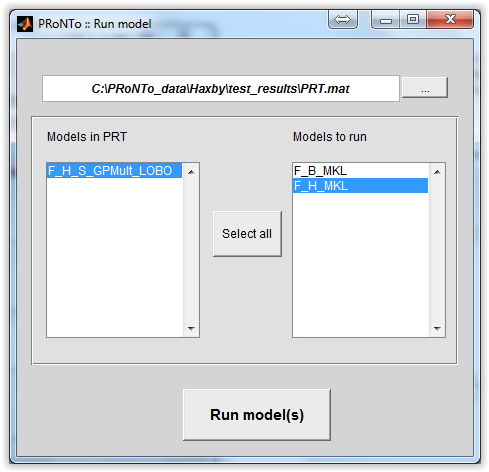 PRoNTo :: Run model
C:\PRoNTo_data\Haxby\test_results\PRT.mat
...
Models in PRT
Models to run
F_H_S_GPMult_LOBO
F_B_MKL
F_H_MKL
Select all
Run model(s)